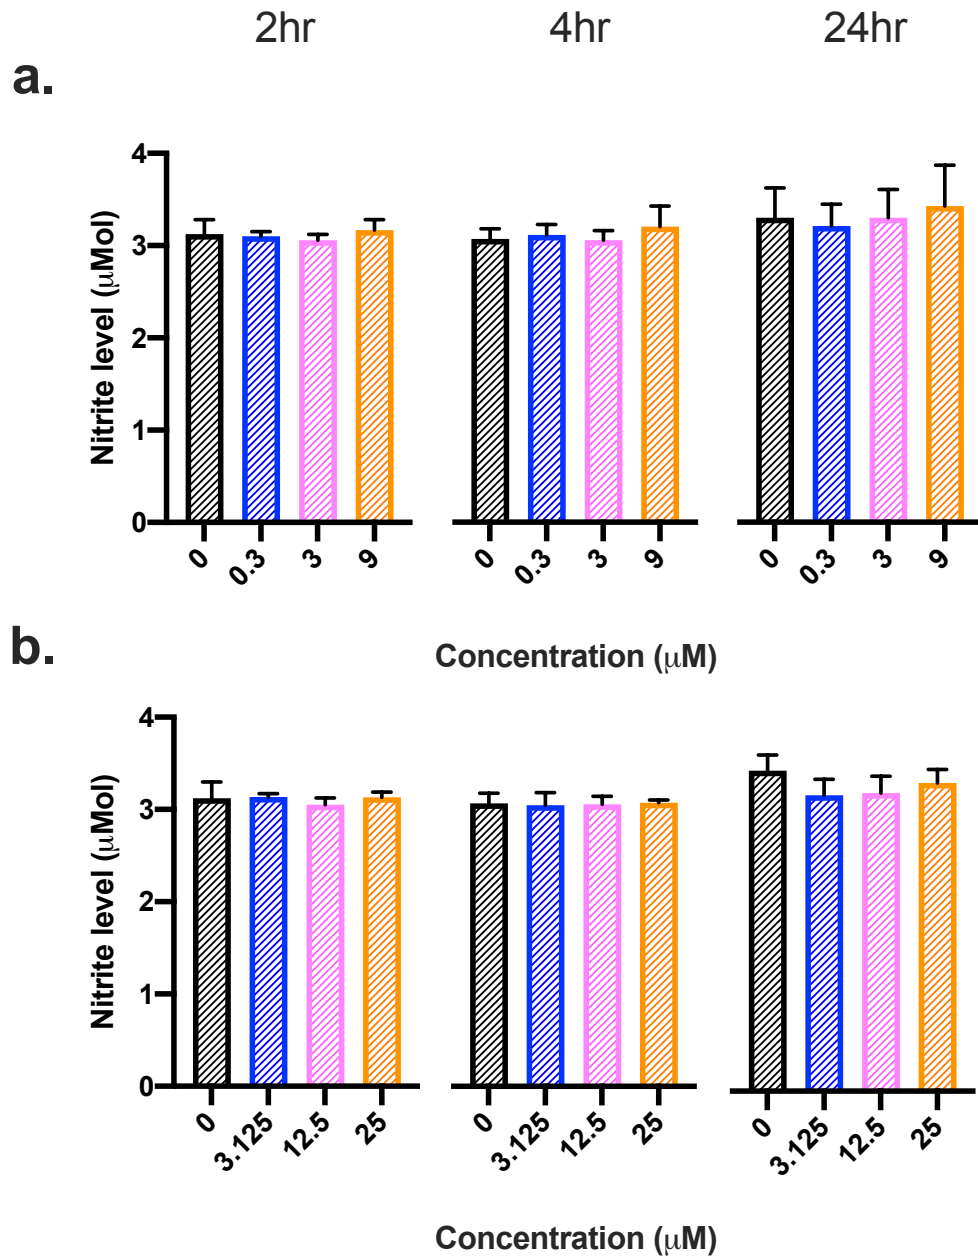 2hr 4hr 24hr
a.
Nitrite level (μMol)
4
3
2
1
0
0 0.3 3 9 0 0.3 3 9 0 0.3 3 9
Concentration (μM)
b.
Nitrite level (μMol)
4
3
2
1
0
0 3.125 12.5 25 0 3.125 12.5 25 0 3.125 12.5 25
Concentration (μM)